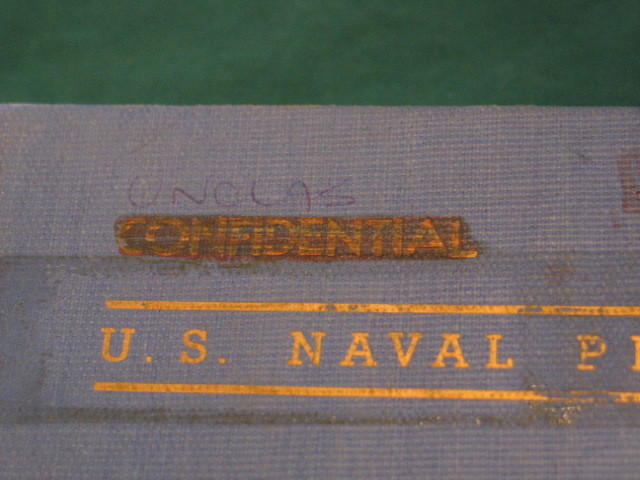 UNCLAS
CONFIDENTIAL
U.S. NAVAL